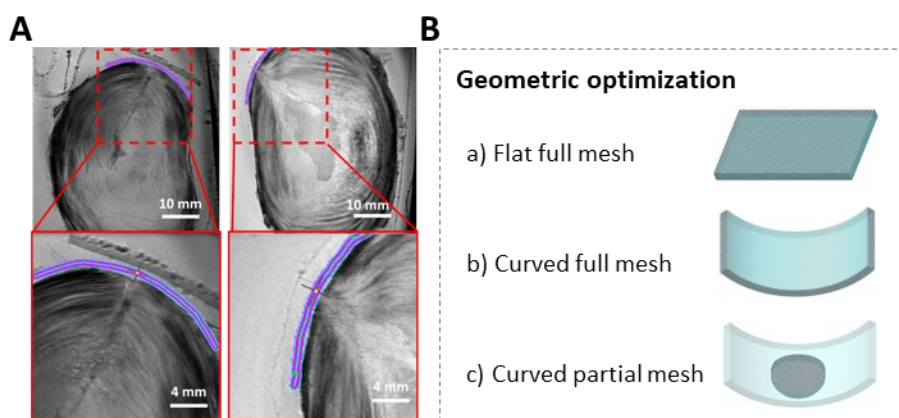 A
B
10 mm
10 mm
4 mm
4 mm
Geometric optimization
a) Flat full mesh
b) Curved full mesh
c) Curved partial mesh